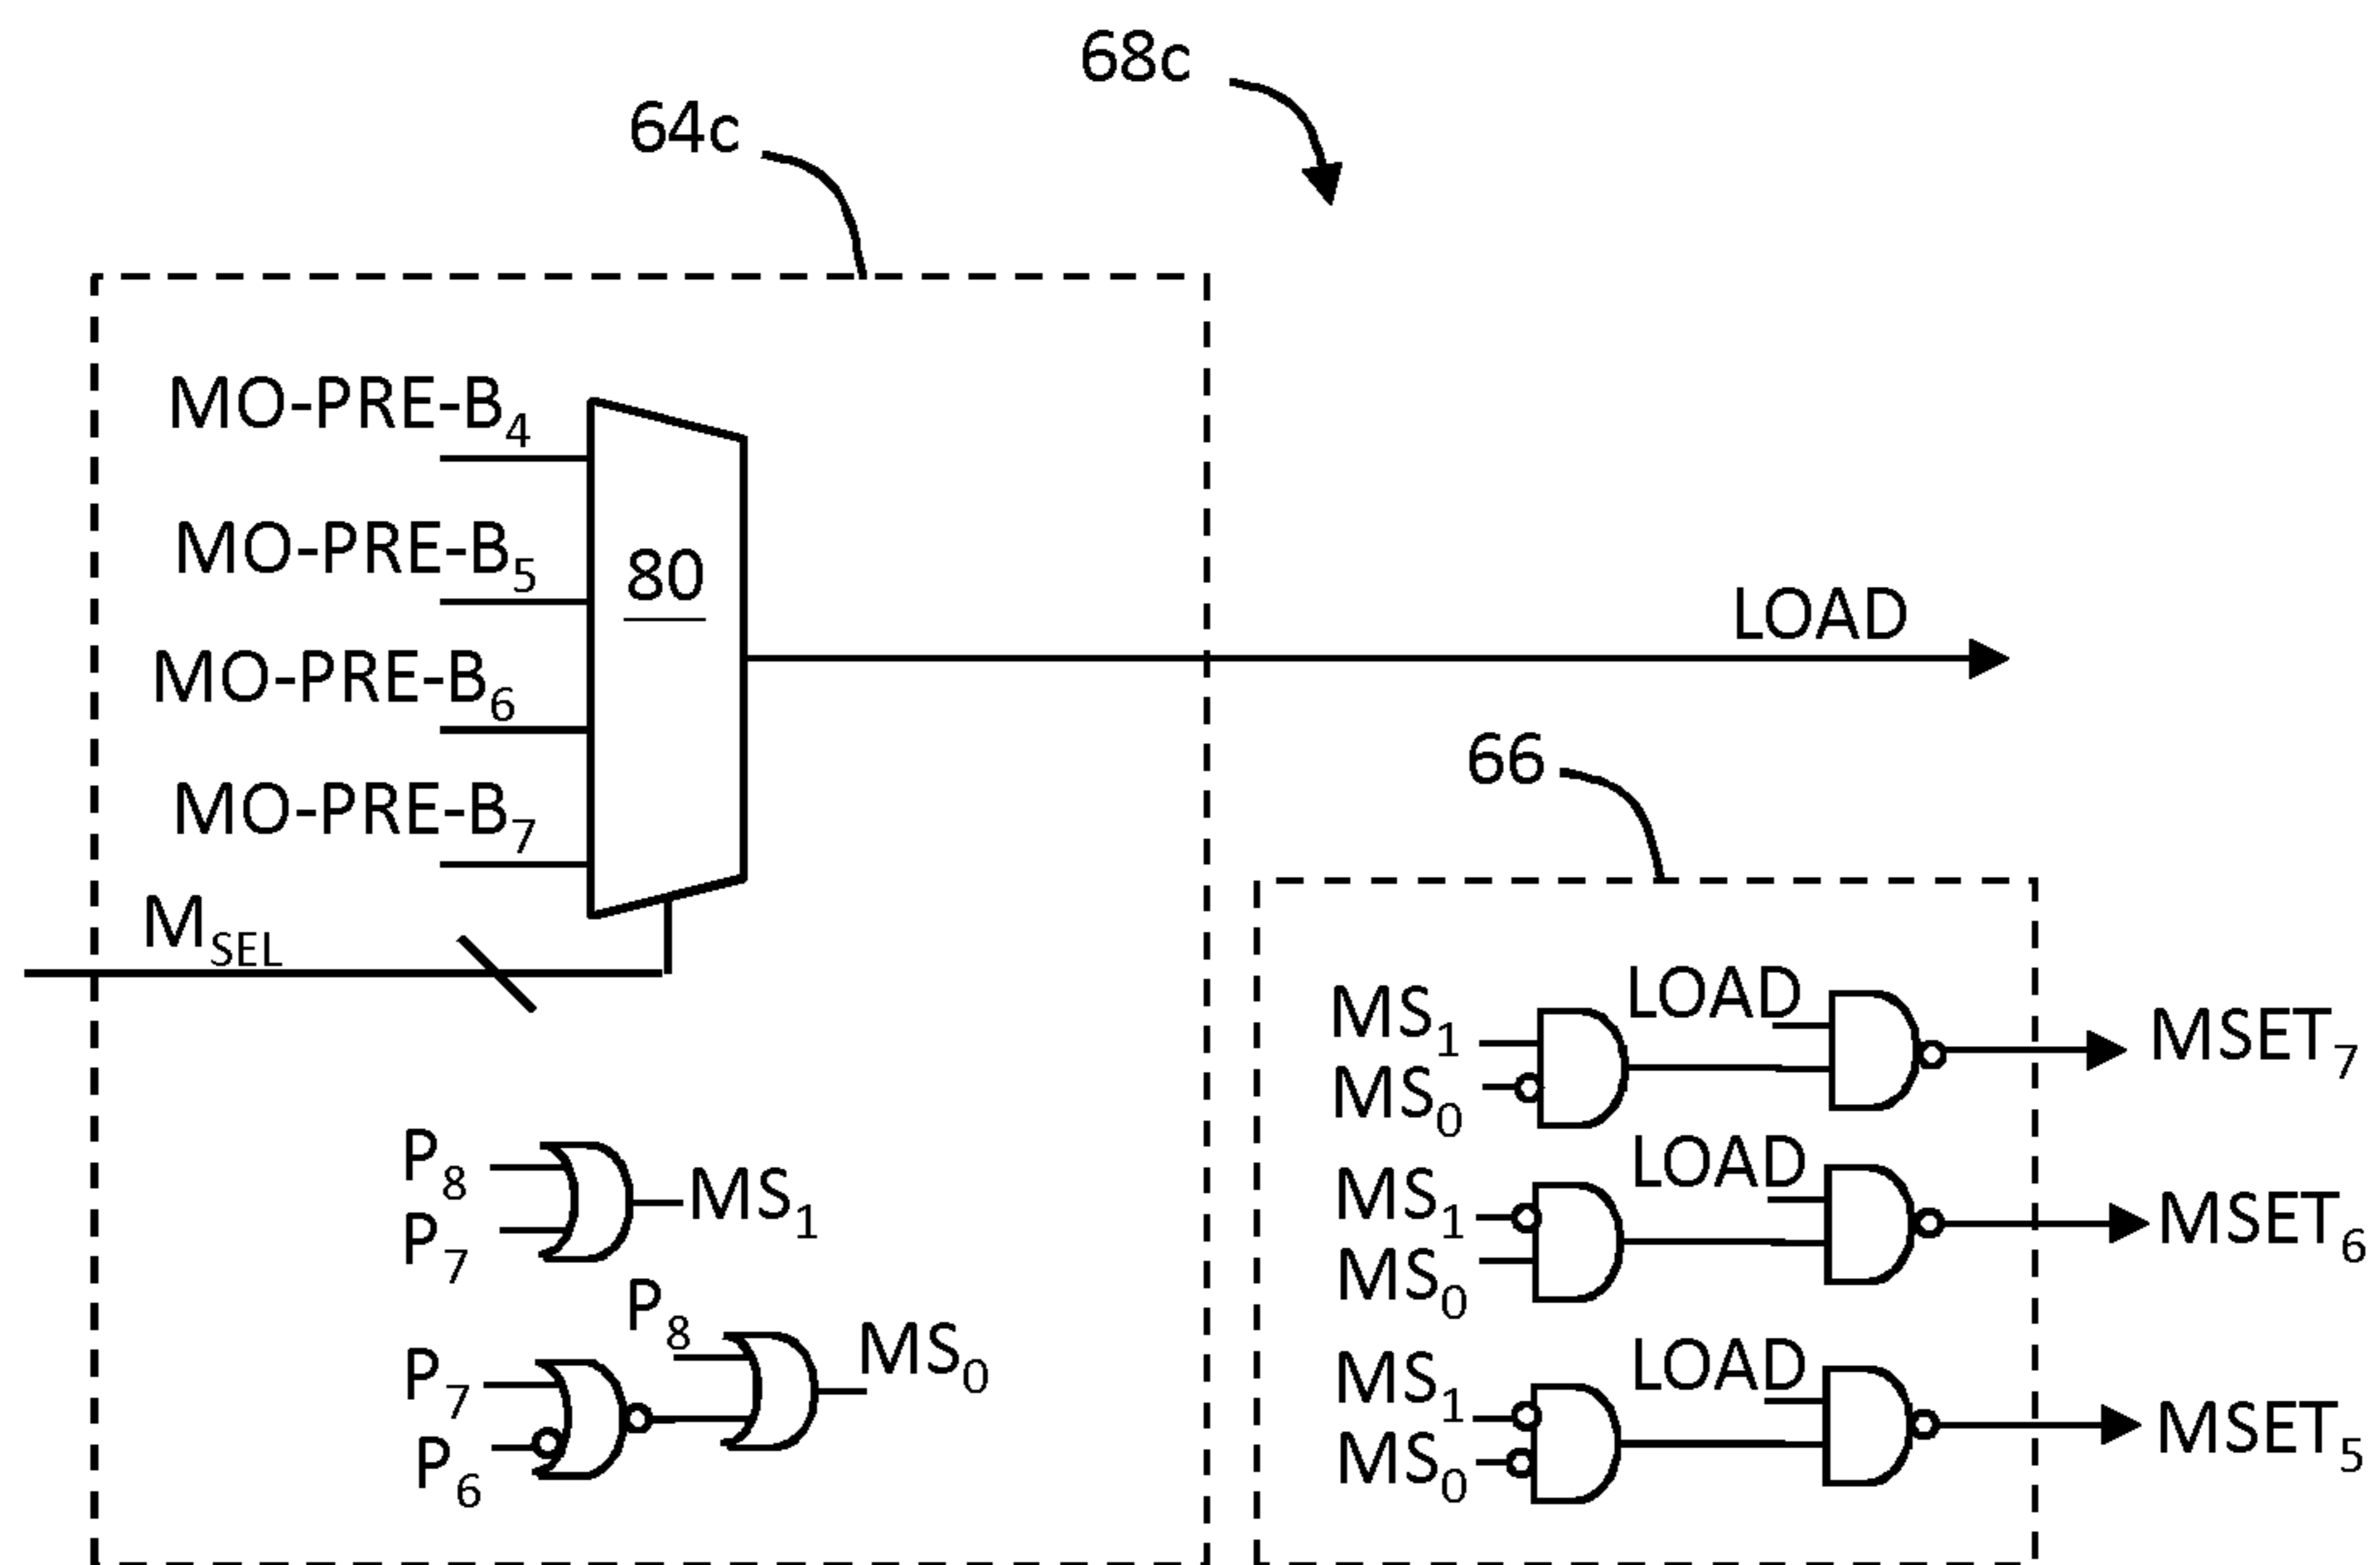 68c
64c
MO-PRE-B4
MO-PRE-B5
80
MO-PRE-B6
MO-PRE-B7
MSEL
LOAD
66
P8
P7
MS1
P8
P7
P6
MS0
MS1
MS0
LOAD
MSET7
MS1
MS0
LOAD
MSET6
MS1
MS0
LOAD
MSET5